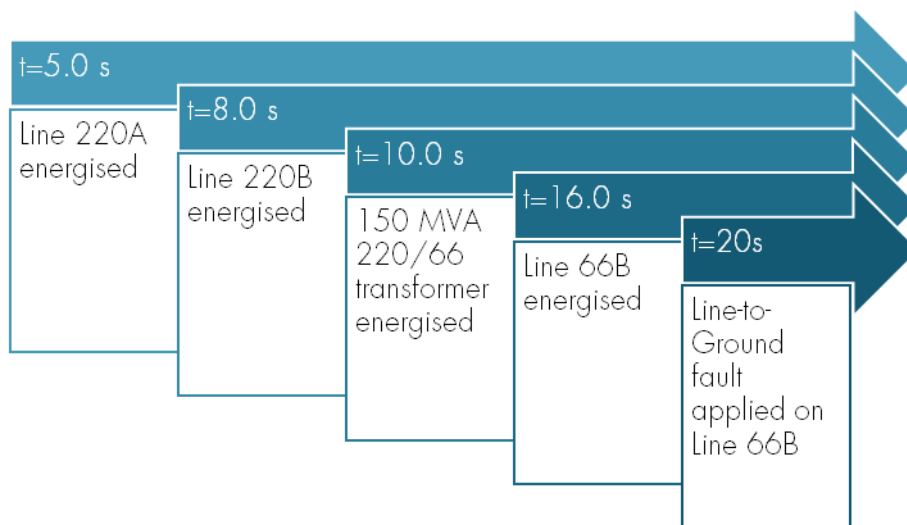 t=5.0 s
Line 220A
energised
t=8.0 s
Line 220B
energised
t=10.0 s
150 MVA
220/66
transformer
energised
t=16.0 s
Line 66B
energised
t=20s
Line-to-
Ground
fault
applied on
Line 66B